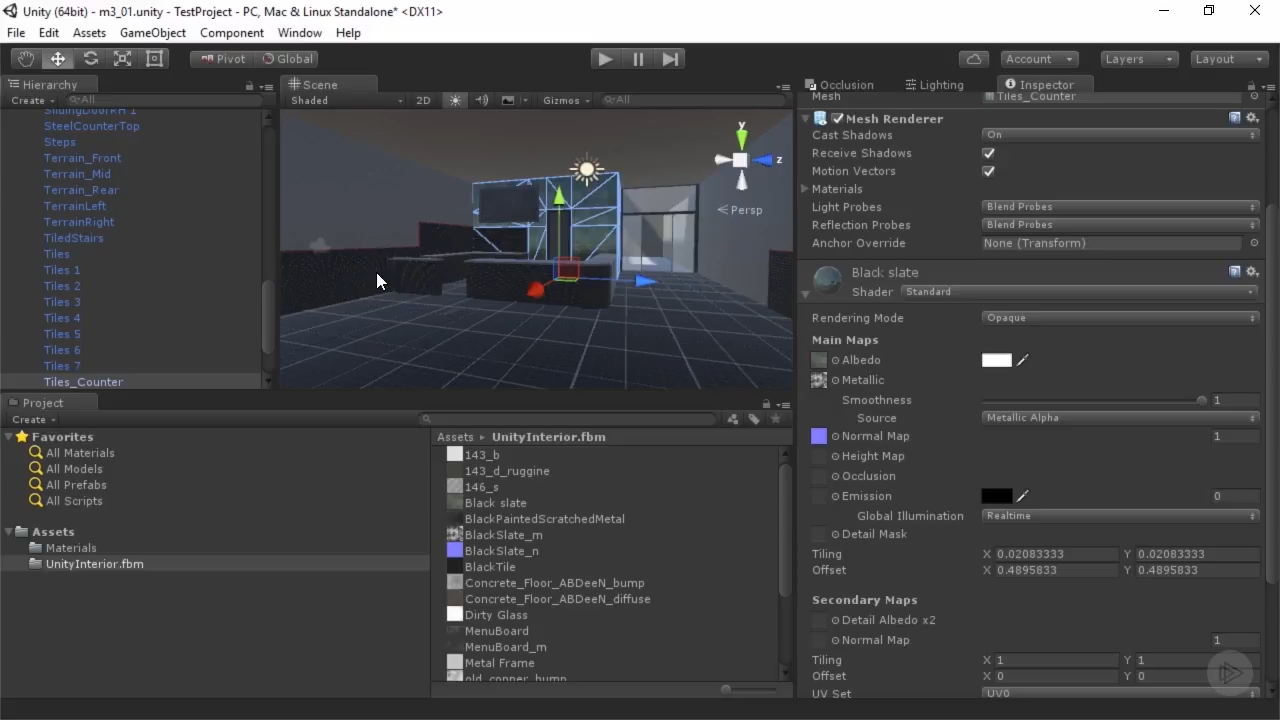 Unity (64bit) - m3_01.unity - TestProject - PC, Mac & Linux Standalone* <DX11>
File Edit Assets GameObject Component Window Help
Pivot Global Account Layers Layout
Hierarchy
Create All
SlidingDoorRH 1
SteelCounterTop
Steps
Terrain_Front
Terrain_Mid
Terrain_Rear
TerrainLeft
TerrainRight
TiledStairs
Tiles
Tiles 1
Tiles 2
Tiles 3
Tiles 4
Tiles 5
Tiles 6
Tiles 7
Tiles_Counter
Scene
Shaded 2D Gizmos All
y
z
Persp
Project
Create
Favorites
All Materials
All Models
All Prefabs
All Scripts
Assets
Materials
UnityInterior.fbm
Assets ▸ UnityInterior.fbm
143_b
143_d_ruggine
146_s
Black slate
BlackPaintedScratchedMetal
BlackSlate_m
BlackSlate_n
BlackTile
Concrete_Floor_ABDeeN_bump
Concrete_Floor_ABDeeN_diffuse
Dirty Glass
MenuBoard
MenuBoard_m
Metal Frame
old_copper_bump
Occlusion Lighting Inspector
Mesh Tiles_Counter
Mesh Renderer
Cast Shadows On
Receive Shadows
Motion Vectors
Materials
Light Probes Blend Probes
Reflection Probes Blend Probes
Anchor Override None (Transform)
Black slate
Shader Standard
Rendering Mode Opaque
Main Maps
Albedo
Metallic
Smoothness 1
Source Metallic Alpha
Normal Map 1
Height Map
Occlusion
Emission 0
Global Illumination Realtime
Detail Mask
Tiling X 0.02083333 Y 0.02083333
Offset X 0.4895833 Y 0.4895833
Secondary Maps
Detail Albedo x2
Normal Map 1
Tiling X 1 Y 1
Offset X 0 Y 0
UV Set UV0